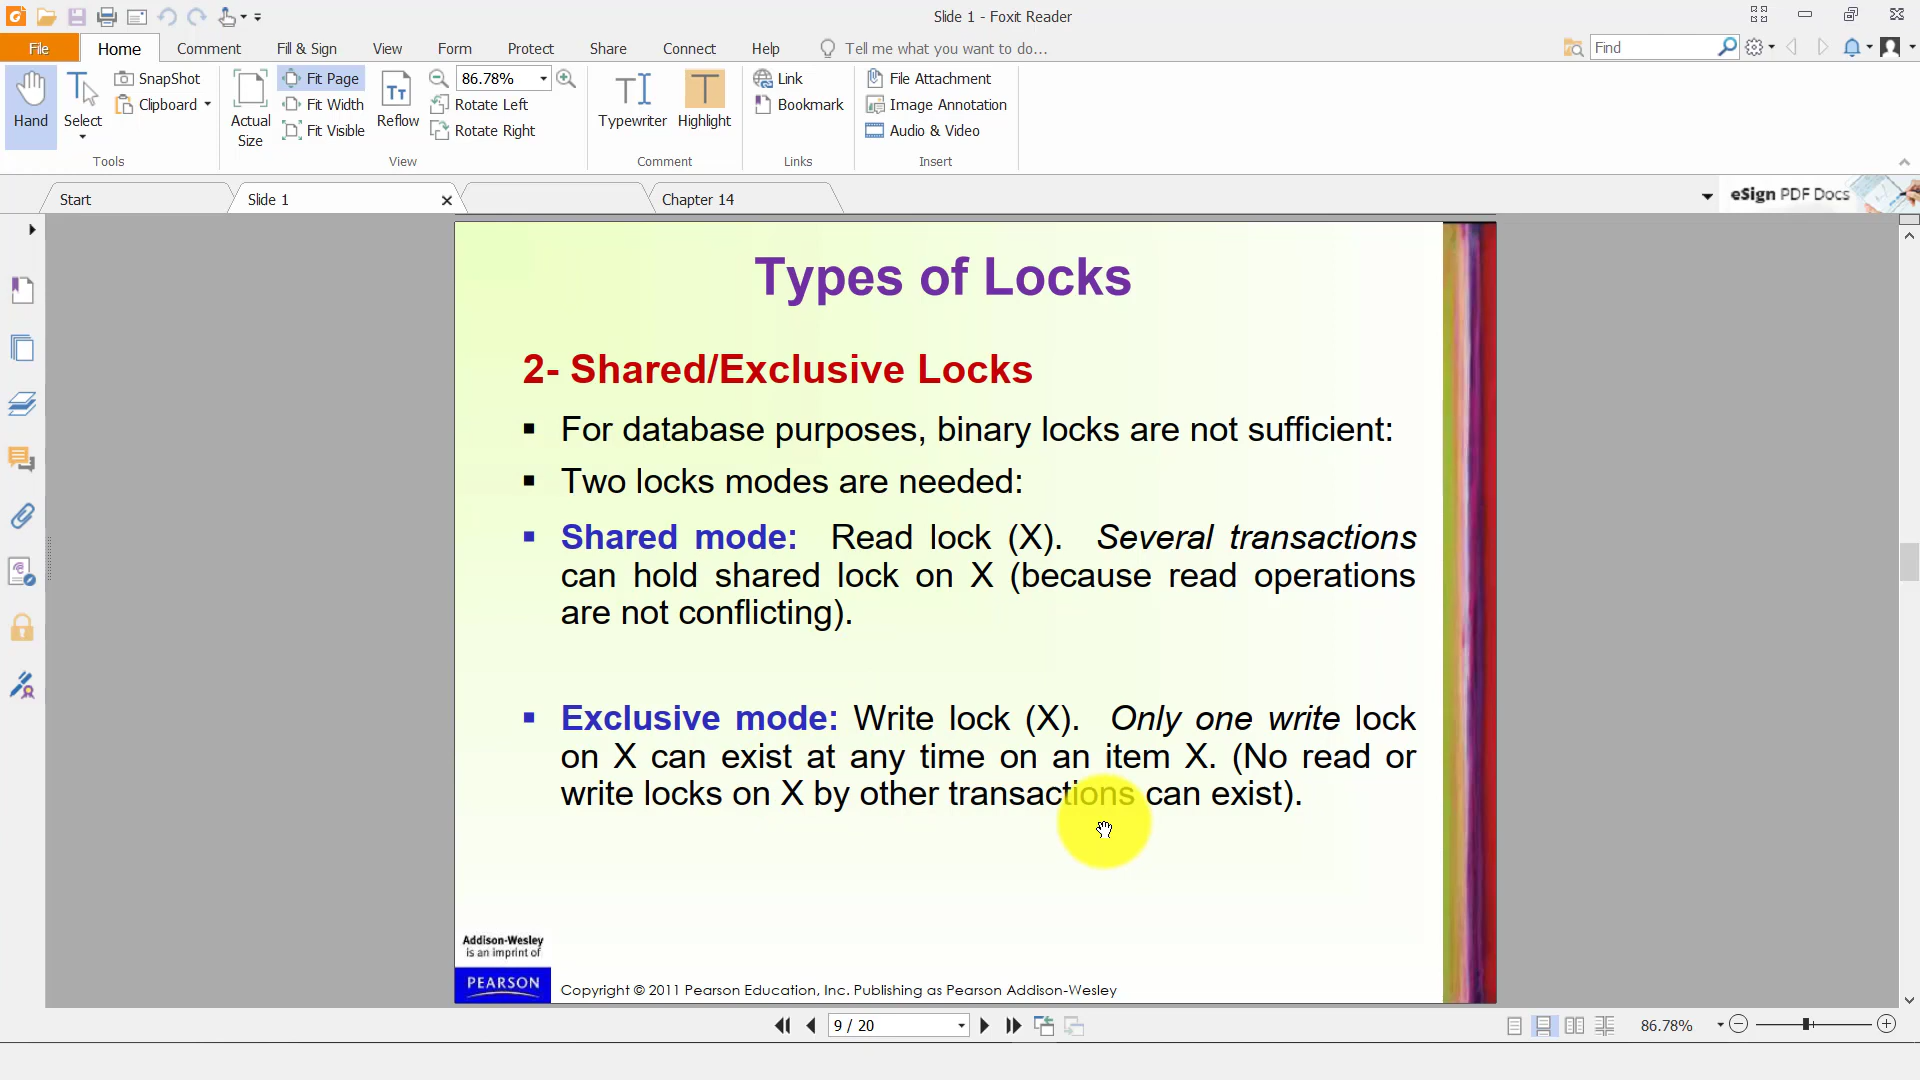 Slide 1 - Foxit Reader
File Home Comment Fill & Sign View Form Protect Share Connect Help Tell me what you want to do... Find
Hand
Select
SnapShot
Clipboard
Tools
Actual
Size
Fit Page
Fit Width
Fit Visible
Reflow
86.78%
Rotate Left
Rotate Right
View
Typewriter
Highlight
Comment
Link
Bookmark
Links
File Attachment
Image Annotation
Audio & Video
Insert
Start Slide 1 Chapter 14 eSign PDF Docs
Types of Locks
2- Shared/Exclusive Locks
▪ For database purposes, binary locks are not sufficient:
▪ Two locks modes are needed:
▪ Shared mode: Read lock (X). Several transactions
can hold shared lock on X (because read operations
are not conflicting).
▪ Exclusive mode: Write lock (X). Only one write lock
on X can exist at any time on an item X. (No read or
write locks on X by other transactions can exist).
Addison-Wesley
is an imprint of
PEARSON
Copyright © 2011 Pearson Education, Inc. Publishing as Pearson Addison-Wesley
9 / 20 86.78%